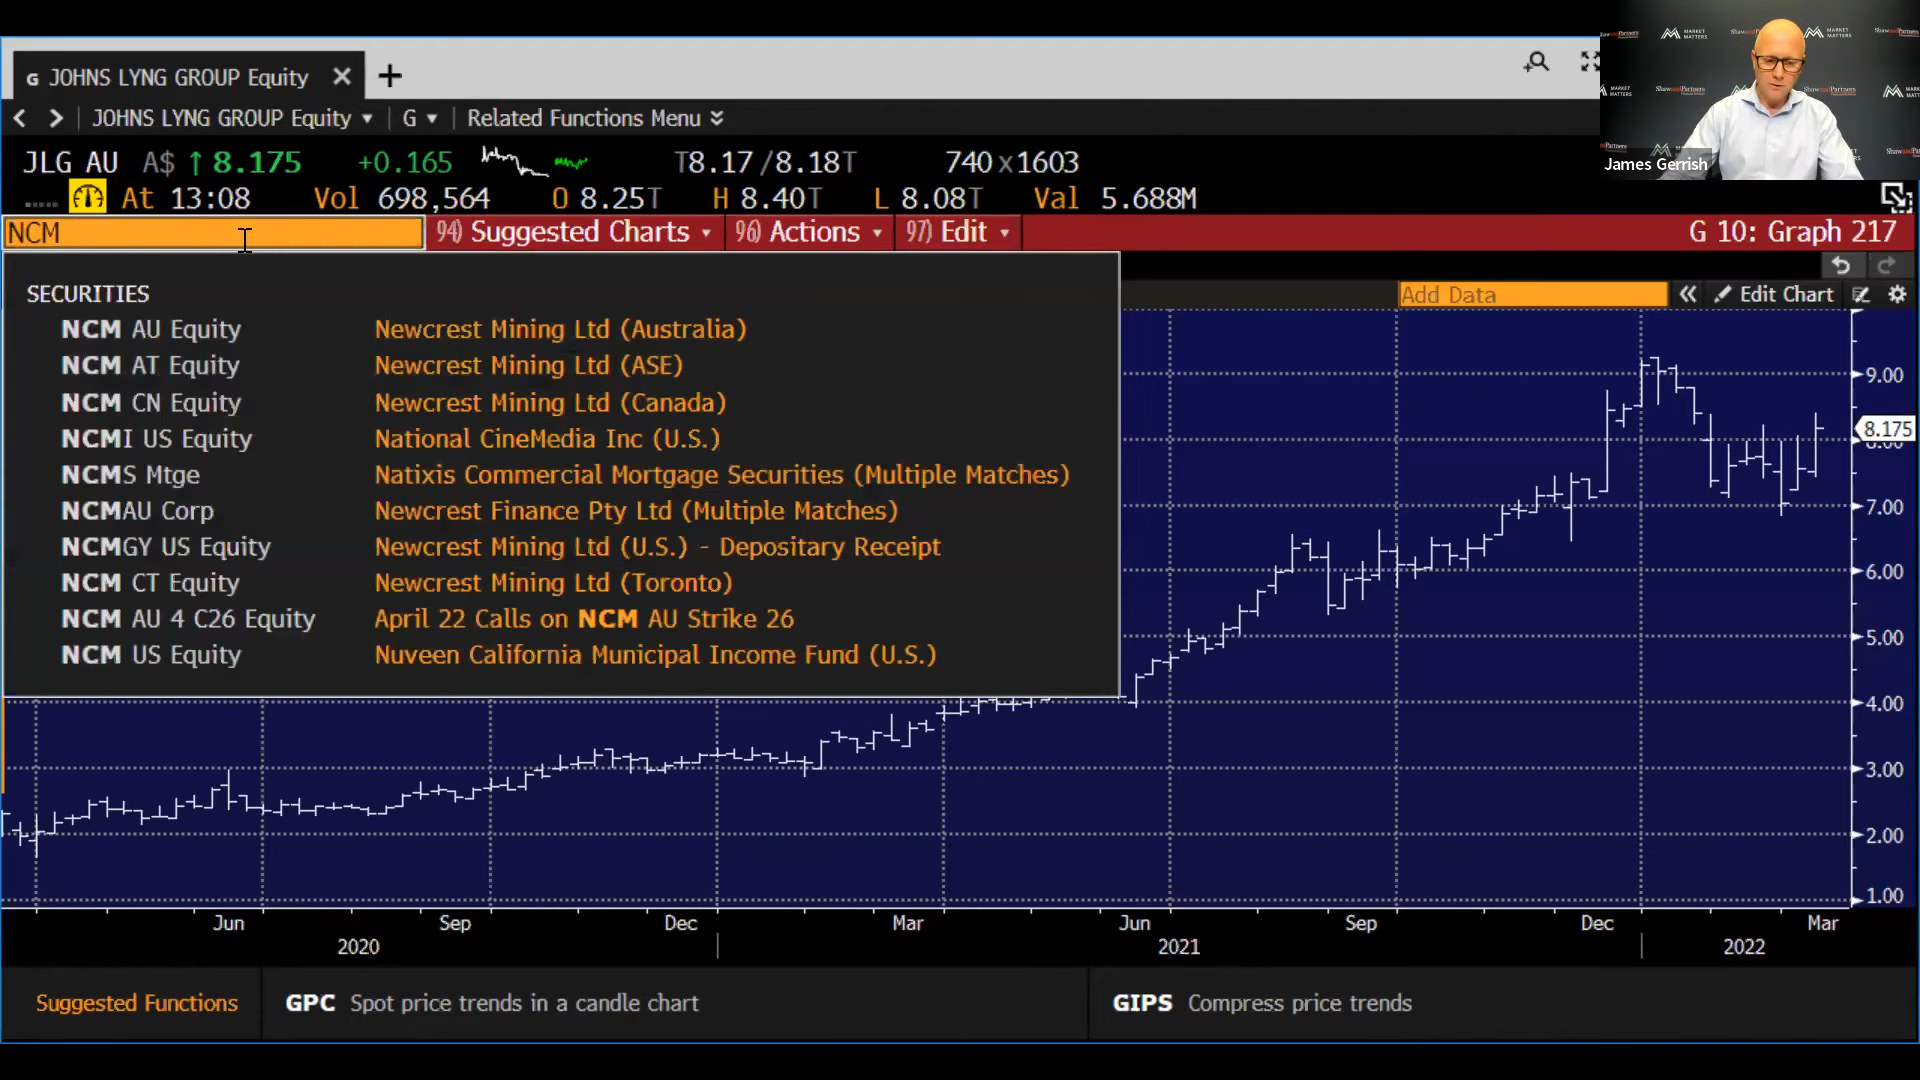 G JOHNS LYNG GROUP Equity
JOHNS LYNG GROUP Equity G Related Functions Menu
JLG AU A$ ↑ 8.175 +0.165 T8.17 /8.18T 740 x1603
At 13:08 Vol 698,564 O 8.25T H 8.40T L 8.08T Val 5.688M
NCM 94) Suggested Charts 96) Actions 97) Edit G 10: Graph 217
Add Data Edit Chart
SECURITIES
NCM AU Equity Newcrest Mining Ltd (Australia)
NCM AT Equity Newcrest Mining Ltd (ASE)
NCM CN Equity Newcrest Mining Ltd (Canada)
NCMI US Equity National CineMedia Inc (U.S.)
NCMS Mtge Natixis Commercial Mortgage Securities (Multiple Matches)
NCMAU Corp Newcrest Finance Pty Ltd (Multiple Matches)
NCMGY US Equity Newcrest Mining Ltd (U.S.) - Depositary Receipt
NCM CT Equity Newcrest Mining Ltd (Toronto)
NCM AU 4 C26 Equity April 22 Calls on NCM AU Strike 26
NCM US Equity Nuveen California Municipal Income Fund (U.S.)
9.00
8.175
8.00
7.00
6.00
5.00
4.00
3.00
2.00
1.00
Jun Sep Dec Mar Jun Sep Dec Mar
2020 2021 2022
Suggested Functions GPC Spot price trends in a candle chart GIPS Compress price trends
MARKET MATTERS
ShawandPartners
James Gerrish